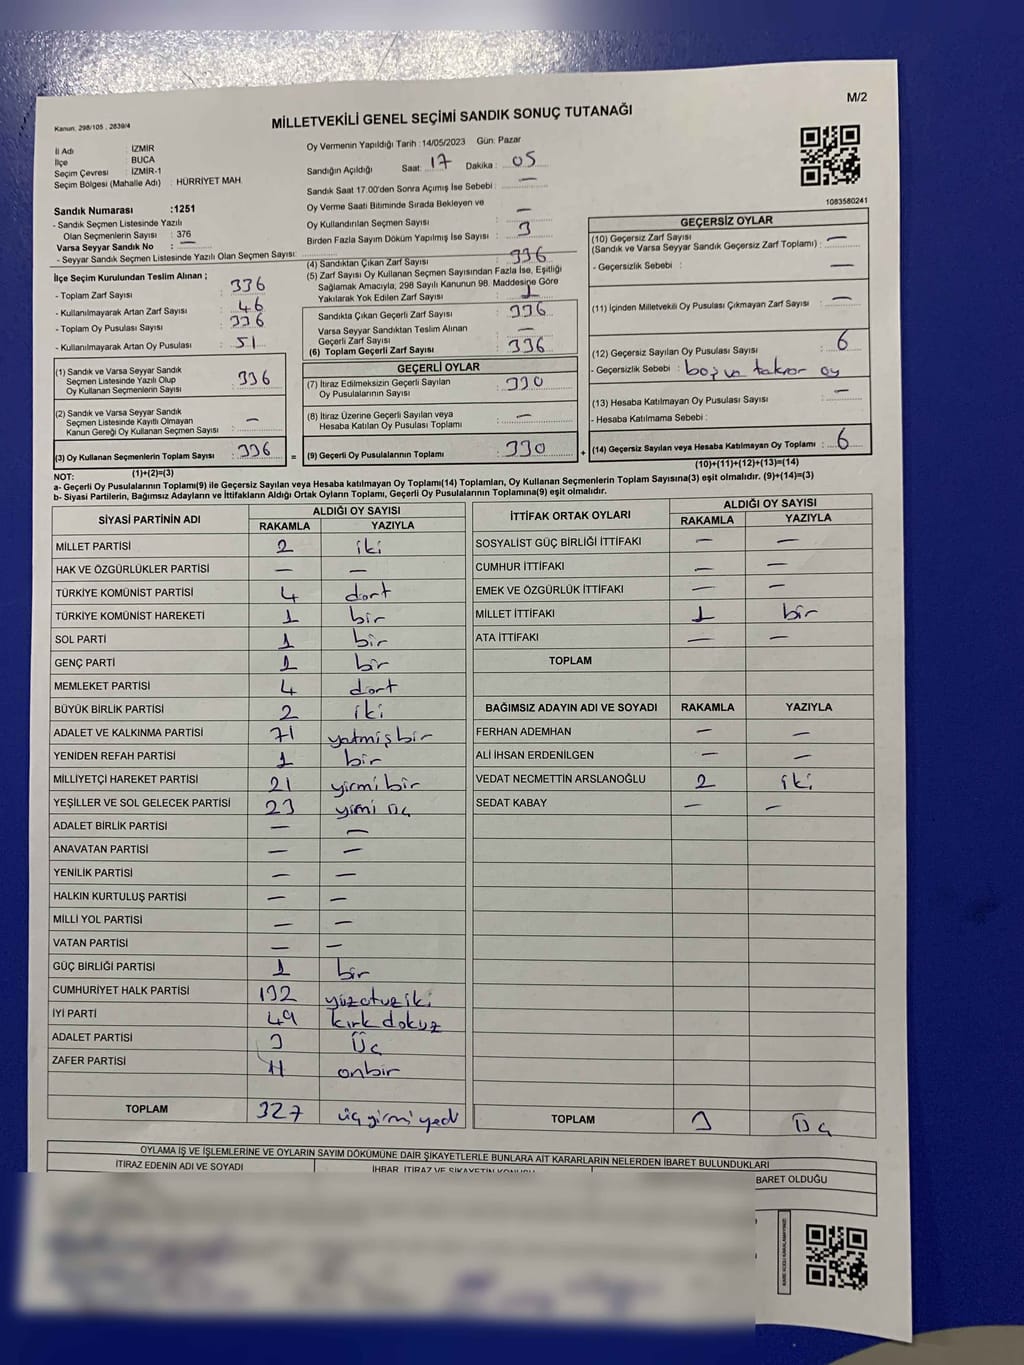 M/2
Kanun, 298/105 , 2839/4
MİLLETVEKİLİ GENEL SEÇİMİ SANDIK SONUÇ TUTANAĞI
İl Adı : İZMİR
İlçe : BUCA
Seçim Çevresi : İZMİR-1
Seçim Bölgesi (Mahalle Adı) : HÜRRİYET MAH.
Sandık Numarası :1251
- Sandık Seçmen Listesinde Yazılı
Olan Seçmenlerin Sayısı : 376
Varsa Seyyar Sandık No : —
- Seyyar Sandık Seçmen Listesinde Yazılı Olan Seçmen Sayısı:
Oy Vermenin Yapıldığı Tarih : 14/05/2023 Gün: Pazar
Sandığın Açıldığı Saat: 17 Dakika : 05
Sandık Saat 17.00'den Sonra Açımış İse Sebebi : —
Oy Verme Saati Bitiminde Sırada Bekleyen ve
Oy Kullandırılan Seçmen Sayısı : —
Birden Fazla Sayım Döküm Yapılmış İse Sayısı : 3
1083580241
İlçe Seçim Kurulundan Teslim Alınan ;
- Toplam Zarf Sayısı : 336
- Kullanılmayarak Artan Zarf Sayısı : 46
- Toplam Oy Pusulası Sayısı : 336
- Kullanılmayarak Artan Oy Pusulası : 51
(1) Sandık ve Varsa Seyyar Sandık
Seçmen Listesinde Yazılı Olup
Oy Kullanan Seçmenlerin Sayısı : 336
(2) Sandık ve Varsa Seyyar Sandık
Seçmen Listesinde Kayıtlı Olmayan
Kanun Gereği Oy Kullanan Seçmen Sayısı : —
(3) Oy Kullanan Seçmenlerin Toplam Sayısı : 336
(1)+(2)=(3)
(4) Sandıktan Çıkan Zarf Sayısı : 336
(5) Zarf Sayısı Oy Kullanan Seçmen Sayısından Fazla İse, Eşitliği
Sağlamak Amacıyla, 298 Sayılı Kanunun 98. Maddesine Göre
Yakılarak Yok Edilen Zarf Sayısı : 1
Sandıkta Çıkan Geçerli Zarf Sayısı : 336
Varsa Seyyar Sandıktan Teslim Alınan
Geçerli Zarf Sayısı : —
(6) Toplam Geçerli Zarf Sayısı : 336
GEÇERLİ OYLAR
(7) İtiraz Edilmeksizin Geçerli Sayılan
Oy Pusulalarının Sayısı : 330
(8) İtiraz Üzerine Geçerli Sayılan veya
Hesaba Katılan Oy Pusulası Toplamı : —
= (9) Geçerli Oy Pusulalarının Toplamı : 330 +
GEÇERSİZ OYLAR
(10) Geçersiz Zarf Sayısı
(Sandık ve Varsa Seyyar Sandık Geçersiz Zarf Toplamı) : —
- Geçersizlik Sebebi : —
(11) İçinden Milletvekili Oy Pusulası Çıkmayan Zarf Sayısı : —
(12) Geçersiz Sayılan Oy Pusulası Sayısı : 6
- Geçersizlik Sebebi : boş ve tekrar oy
(13) Hesaba Katılmayan Oy Pusulası Sayısı : —
- Hesaba Katılmama Sebebi :
(14) Geçersiz Sayılan veya Hesaba Katılmayan Oy Toplamı : 6
(10)+(11)+(12)+(13)=(14)
NOT:
a- Geçerli Oy Pusulalarının Toplamı(9) ile Geçersiz Sayılan veya Hesaba katılmayan Oy Toplamı(14) Toplamları, Oy Kullanan Seçmenlerin Toplam Sayısına(3) eşit olmalıdır. (9)+(14)=(3)
b- Siyasi Partilerin, Bağımsız Adayların ve İttifakların Aldığı Ortak Oyların Toplamı, Geçerli Oy Pusulalarının Toplamına(9) eşit olmalıdır.
SİYASİ PARTİNİN ADI
ALDIĞI OY SAYISI
RAKAMLA YAZIYLA
MİLLET PARTİSİ 2 iki
HAK VE ÖZGÜRLÜKLER PARTİSİ — —
TÜRKİYE KOMÜNİST PARTİSİ 4 dort
TÜRKİYE KOMÜNİST HAREKETİ 1 bir
SOL PARTİ 1 bir
GENÇ PARTİ 1 bir
MEMLEKET PARTİSİ 4 dort
BÜYÜK BİRLİK PARTİSİ 2 iki
ADALET VE KALKINMA PARTİSİ 71 yetmişbir
YENİDEN REFAH PARTİSİ 1 bir
MİLLİYETÇİ HAREKET PARTİSİ 21 yirmi bir
YEŞİLLER VE SOL GELECEK PARTİSİ 23 yirmi üç
ADALET BİRLİK PARTİSİ — —
ANAVATAN PARTİSİ — —
YENİLİK PARTİSİ — —
HALKIN KURTULUŞ PARTİSİ — —
MİLLİ YOL PARTİSİ — —
VATAN PARTİSİ — —
GÜÇ BİRLİĞİ PARTİSİ 1 bir
CUMHURİYET HALK PARTİSİ 132 yüzotuziki
İYİ PARTİ 49 kırk dokuz
ADALET PARTİSİ 3 Üç
ZAFER PARTİSİ 11 onbir
TOPLAM 327
İTTİFAK ORTAK OYLARI
ALDIĞI OY SAYISI
RAKAMLA YAZIYLA
SOSYALİST GÜÇ BİRLİĞİ İTTİFAKI — —
CUMHUR İTTİFAKI — —
EMEK VE ÖZGÜRLÜK İTTİFAKI — —
MİLLET İTTİFAKI 1 bir
ATA İTTİFAKI — —
TOPLAM
BAĞIMSIZ ADAYIN ADI VE SOYADI RAKAMLA YAZIYLA
FERHAN ADEMHAN — —
ALİ İHSAN ERDENİLGEN — —
VEDAT NECMETTİN ARSLANOĞLU 2 iki
SEDAT KABAY — —
TOPLAM 3 Üç
OYLAMA İŞ VE İŞLEMLERİNE VE OYLARIN SAYIM DÖKÜMÜNE DAİR ŞİKAYETLERLE BUNLARA AİT KARARLARIN NELERDEN İBARET BULUNDUKLARI
İTİRAZ EDENİN ADI VE SOYADI
İHBAR, İTİRAZ VE ŞİKAYETİN KONUSU
BARET OLDUĞU